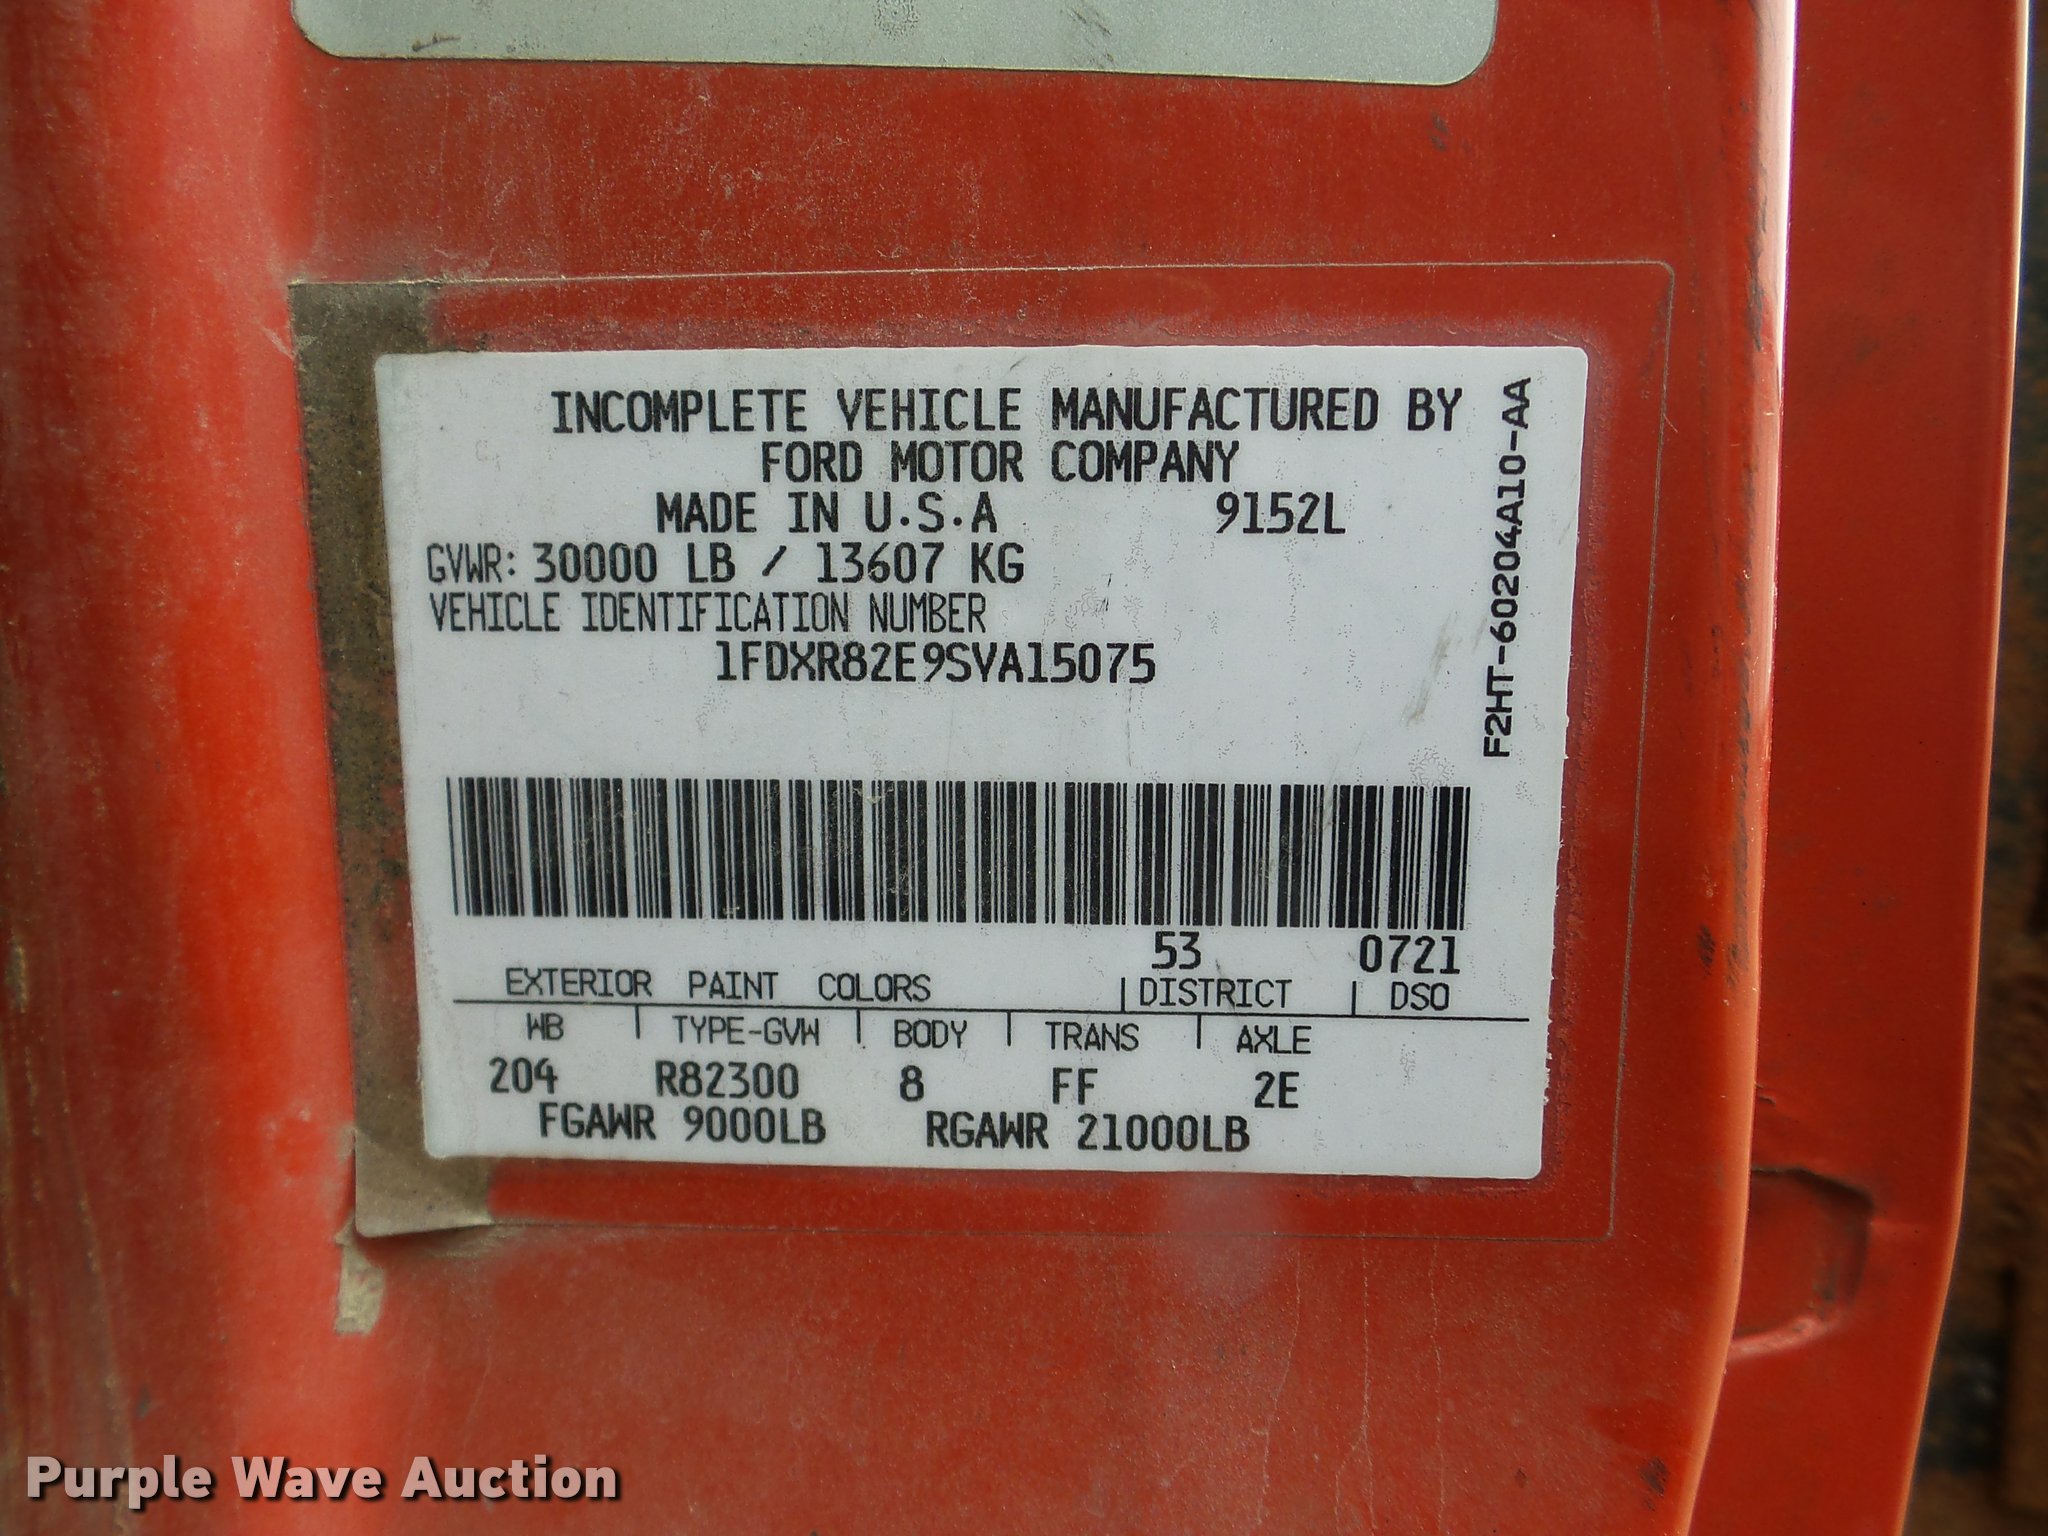 INCOMPLETE VEHICLE MANUFACTURED BY
FORD MOTOR COMPANY
MADE IN U.S.A 9152L
GVWR: 30000 LB / 13607 KG
VEHICLE IDENTIFICATION NUMBER
1FDXR82E9SVA15075
F2HT-60204A10-AA
53 0721
EXTERIOR PAINT COLORS | DISTRICT | DSO
WB | TYPE-GVW | BODY | TRANS | AXLE
204 R82300 8 FF 2E
FGAWR 9000LB RGAWR 21000LB
Purple Wave Auction